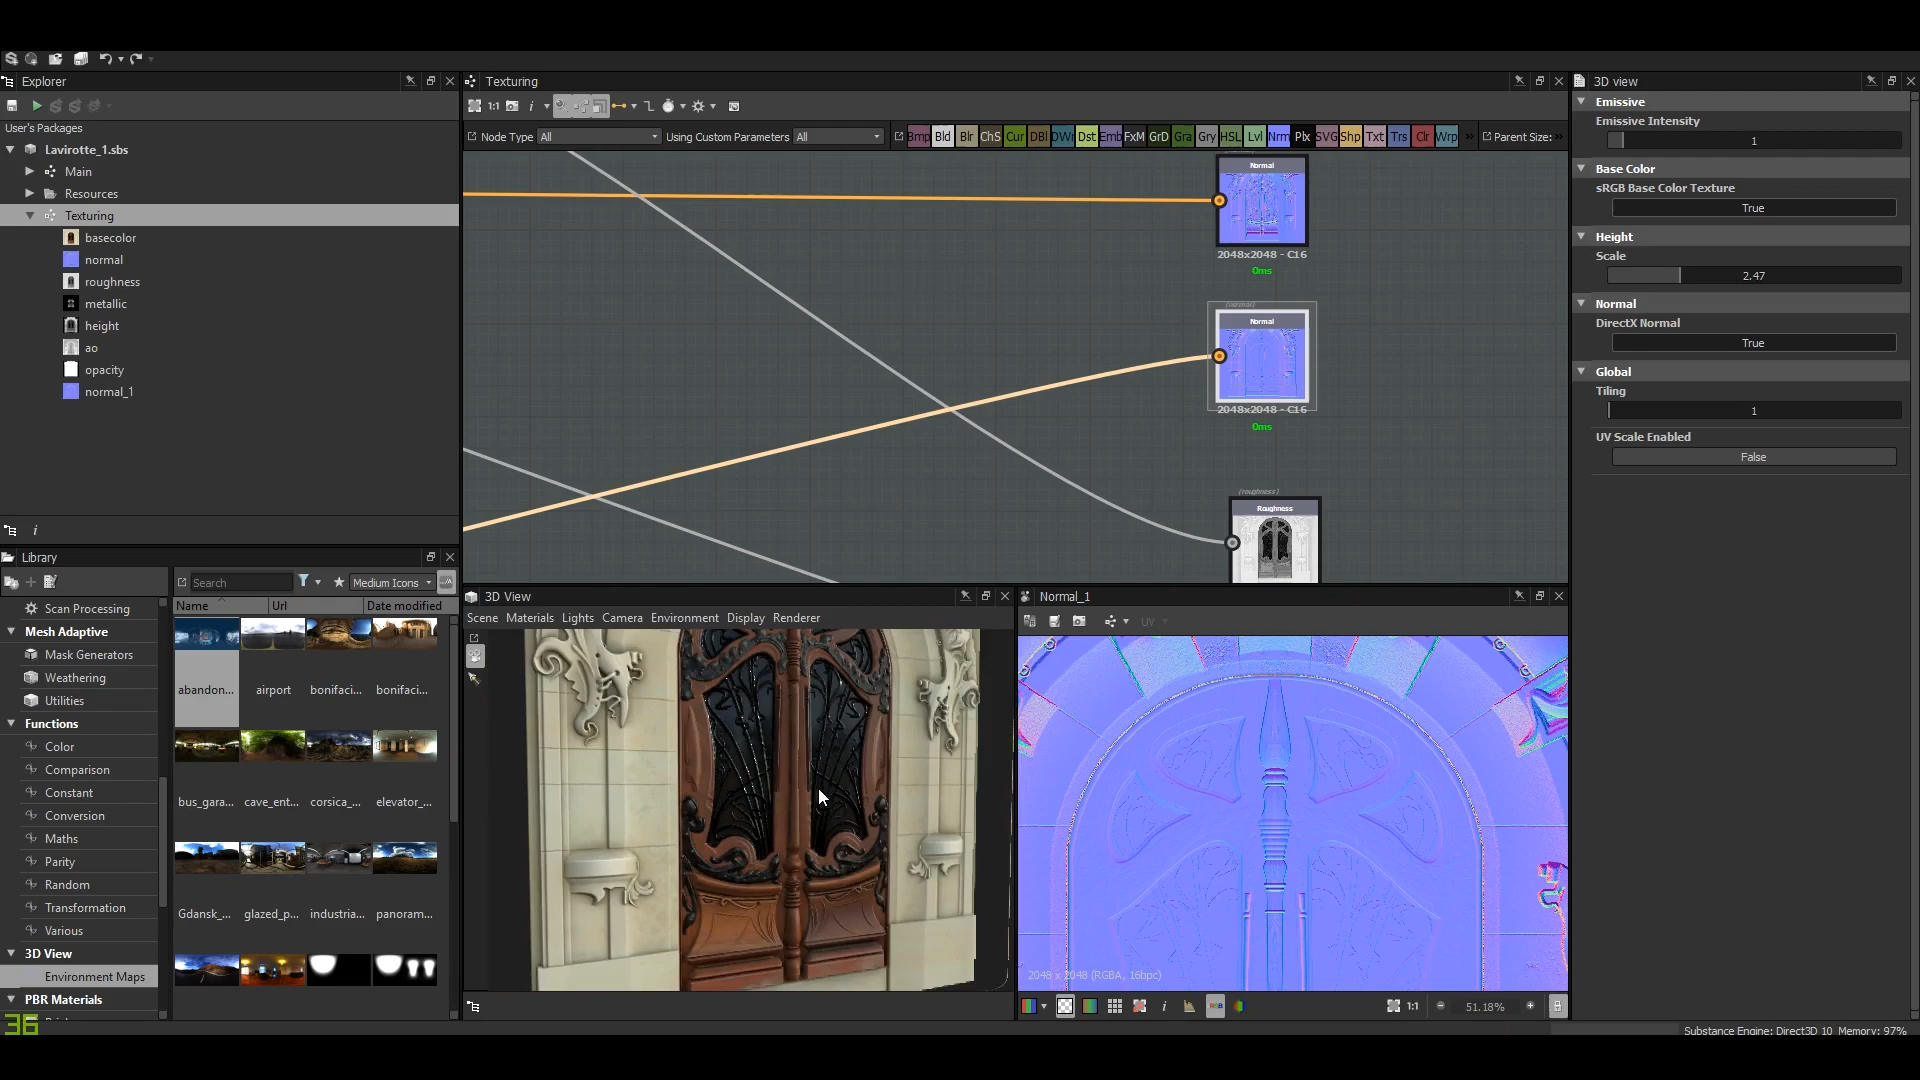 Explorer
User's Packages
Lavirotte_1.sbs
Main
Resources
Texturing
basecolor
normal
roughness
metallic
height
ao
opacity
normal_1
Library
Search
Medium Icons
Name
Url
Date modified
Scan Processing
Mesh Adaptive
Mask Generators
Weathering
Utilities
Functions
Color
Comparison
Constant
Conversion
Maths
Parity
Random
Transformation
Various
3D View
Environment Maps
PBR Materials
abandon...
airport
bonifaci...
bonifaci...
bus_gara...
cave_ent...
corsica_...
elevator_...
Gdansk_...
glazed_p...
industria...
panoram...
36
Texturing
1:1
Node Type
All
Using Custom Parameters
All
Bmp
Bld
Blr
ChS
Cur
DBl
DWr
Dst
Emb
FxM
GrD
Gra
Gry
HSL
Lvl
Nrm
Plx
SVG
Shp
Txt
Trs
Clr
Wrp
Parent Size:
Normal
2048x2048 - C16
0ms
(normal)
Normal
2048x2048 - C16
0ms
(roughness)
Roughness
3D View
Scene
Materials
Lights
Camera
Environment
Display
Renderer
Normal_1
UV
2048 x 2048 (RGBA, 16bpc)
1:1
51.18%
3D view
Emissive
Emissive Intensity
1
Base Color
sRGB Base Color Texture
True
Height
Scale
2.47
Normal
DirectX Normal
True
Global
Tiling
1
UV Scale Enabled
False
Substance Engine: Direct3D 10 Memory: 97%